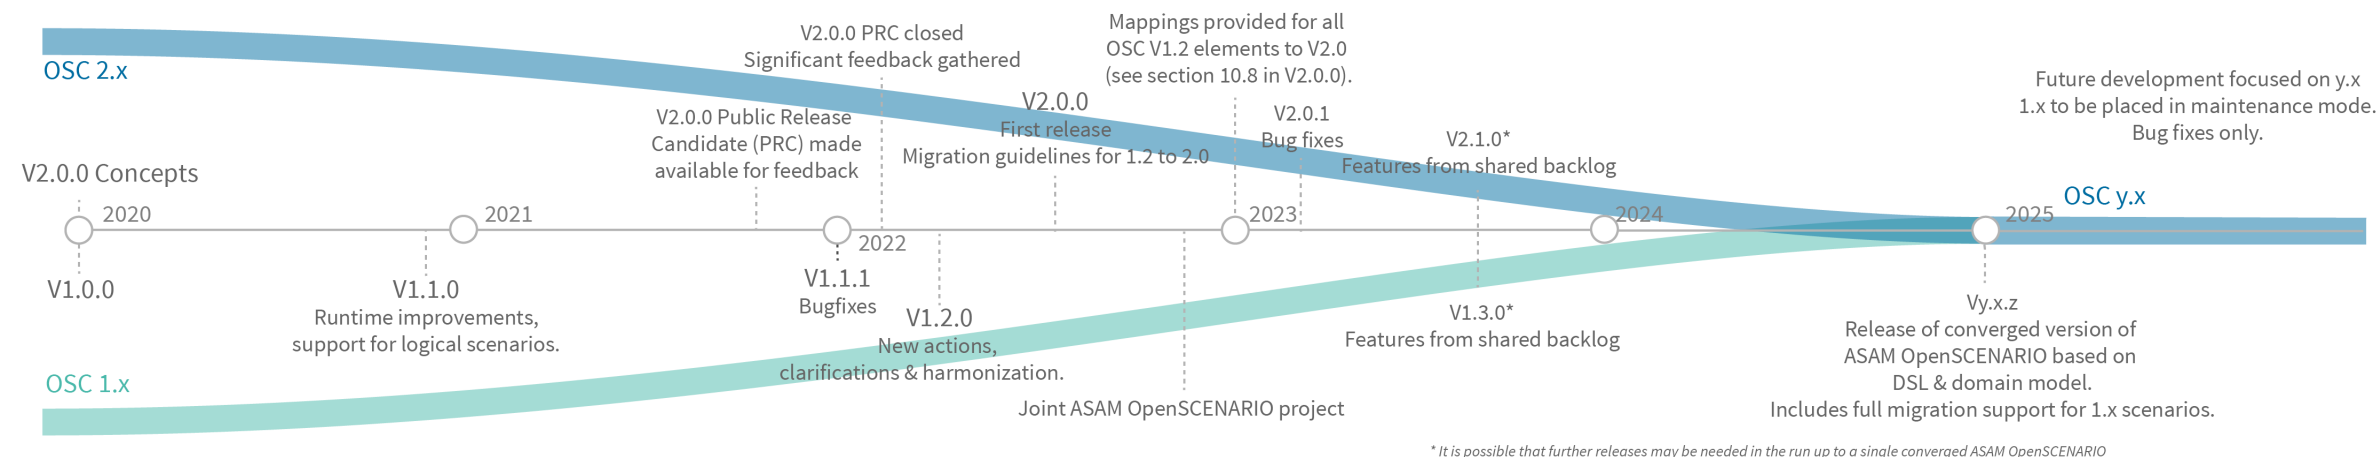 OSC 2.x
V2.0.0 Concepts
V2.0.0 Public Release
Candidate (PRC) made
available for feedback
V2.0.0 PRC closed
Significant feedback gathered
V2.0.0
First release
Migration guidelines for 1.2 to 2.0
Mappings provided for all
OSC V1.2 elements to V2.0
(see section 10.8 in V2.0.0).
V2.0.1
Bug fixes
V2.1.0*
Features from shared backlog
Future development focused on y.x
1.x to be placed in maintenance mode.
Bug fixes only.
OSC y.x
2020
2021
2022
2023
2024
2025
V1.0.0
V1.1.0
Runtime improvements,
support for logical scenarios.
V1.1.1
Bugfixes
V1.2.0
New actions,
clarifications & harmonization.
Joint ASAM OpenSCENARIO project
V1.3.0*
Features from shared backlog
Vy.x.z
Release of converged version of
ASAM OpenSCENARIO based on
DSL & domain model.
Includes full migration support for 1.x scenarios.
OSC 1.x
* It is possible that further releases may be needed in the run up to a single converged ASAM OpenSCENARIO